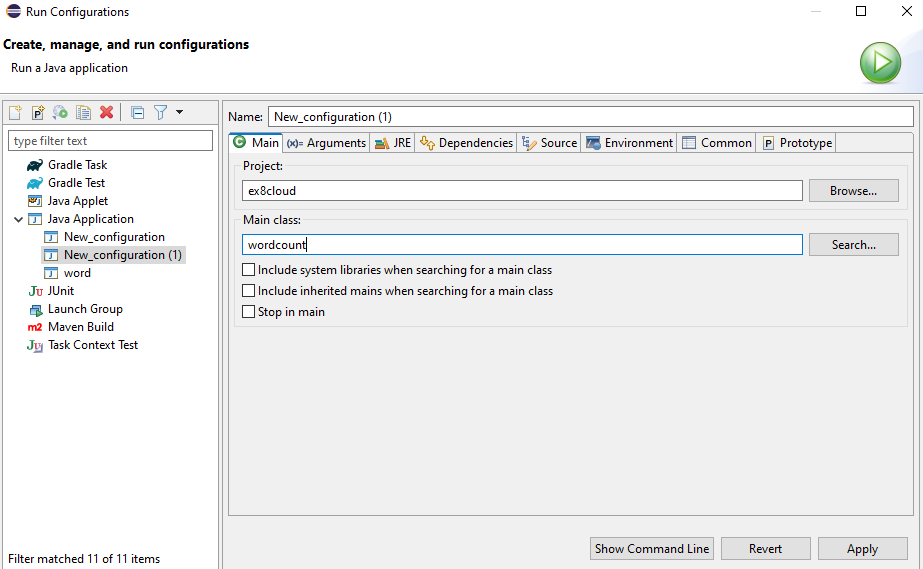 Run Configurations
Create, manage, and run configurations
Run a Java application
type filter text
Gradle Task
Gradle Test
Java Applet
Java Application
New_configuration
New_configuration (1)
word
JUnit
Launch Group
m2 Maven Build
Task Context Test
Filter matched 11 of 11 items
Name: New_configuration (1)
Main (x)= Arguments JRE Dependencies Source Environment Common Prototype
Project:
ex8cloud Browse...
Main class:
wordcount Search...
Include system libraries when searching for a main class
Include inherited mains when searching for a main class
Stop in main
Show Command Line Revert Apply